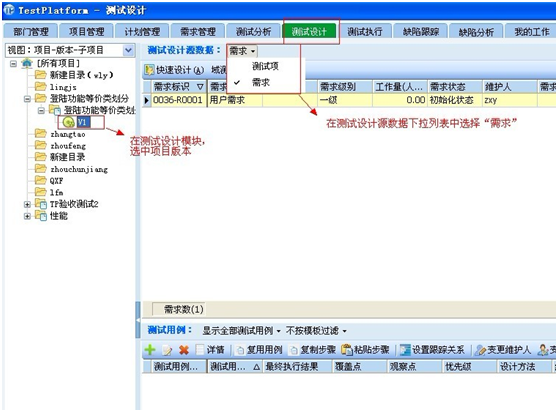 TestPlatform - 测试设计
部门管理 项目管理 计划管理 需求管理 测试分析 测试设计 测试执行 缺陷跟踪 缺陷分析 我的工作
视图：项目-版本-子项目
[所有项目]
新建目录(wly)
lingjs
登陆功能等价类划分
登陆功能等价类划
V1
zhangtao
zhoufeng
新建目录
zhouchunjiang
QXF
lfm
TP验收测试2
性能
在测试设计模块，
选中项目版本
测试设计源数据： 需求
测试项
需求
快速设计(A)
需求标识 需求级别 工作量(人... 需求状态 维护人
0036-R0001 用户需求 一级 0.00 初始化状态 zxy
在测试设计源数据下拉列表中选择“需求”
需求数(1)
测试用例： 显示全部测试用例 不按模板过滤
详情 复用用例 复制步骤 粘贴步骤 设置跟踪关系 变更维护人
测试用例... 测试用... 最终执行结果 覆盖点 观察点 优先级 设计方法